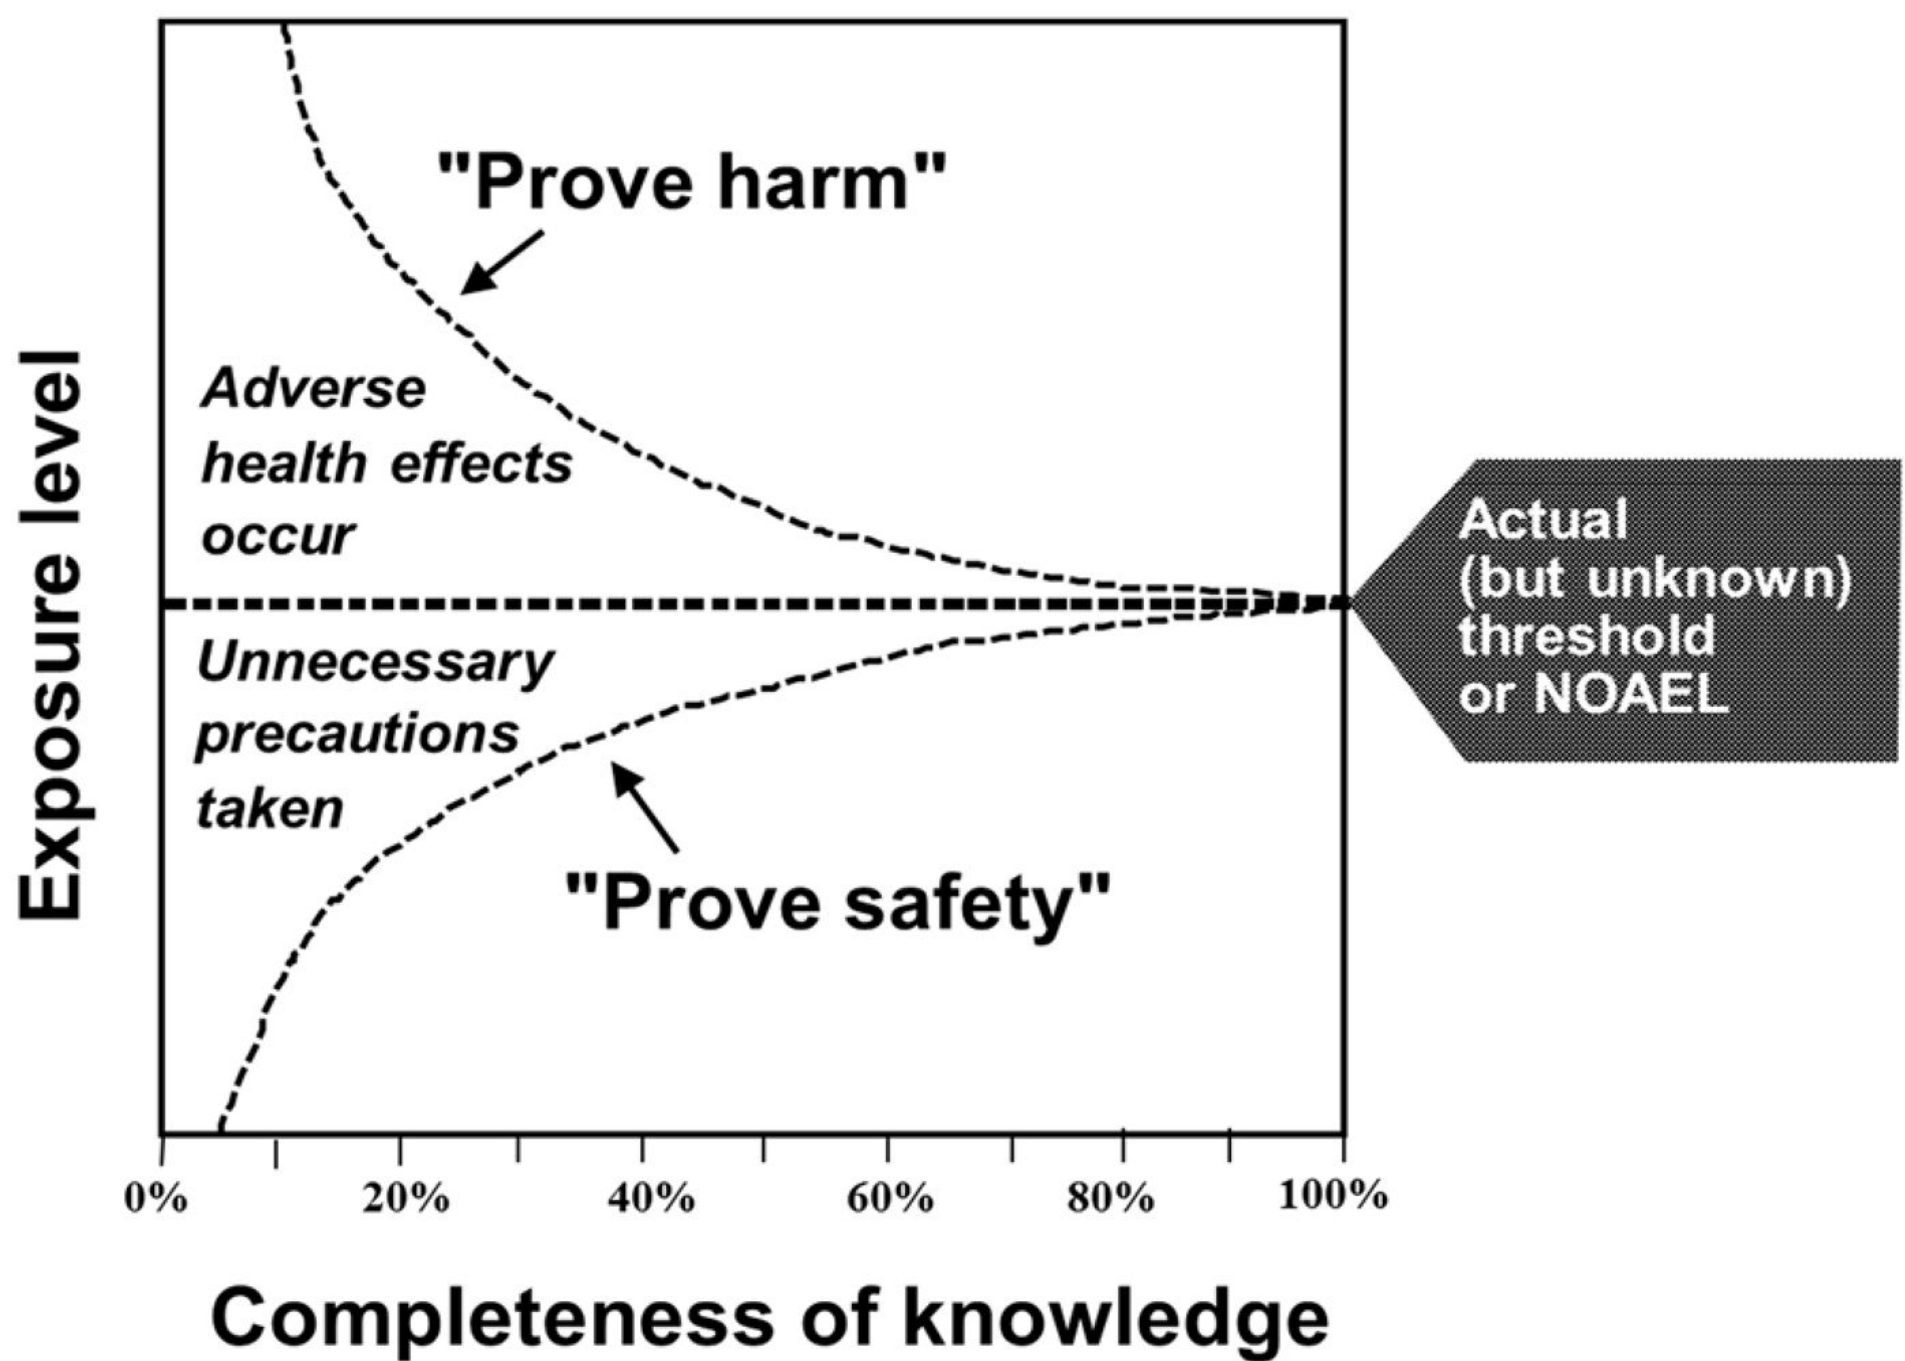 "Prove harm"
Adverse
health effects
occur
Exposure level
Unnecessary
precautions
taken
"Prove safety"
Actual
(but unknown)
threshold
or NOAEL
0% 20% 40% 60% 80% 100%
Completeness of knowledge